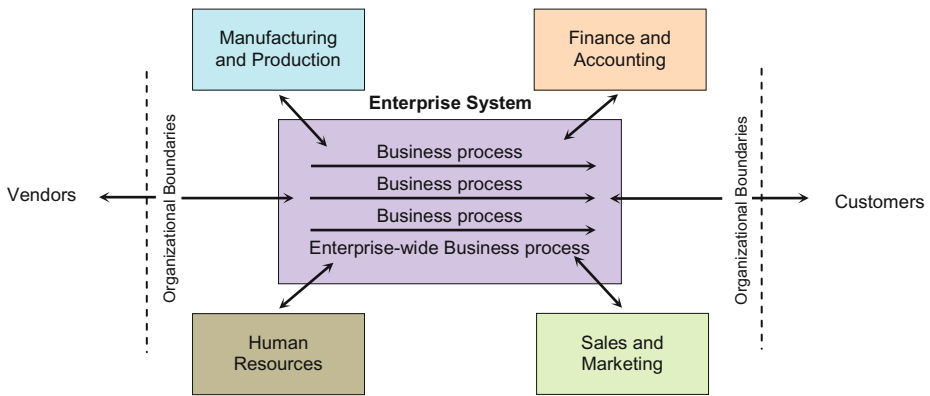 Manufacturing
and Production
Finance and
Accounting
Enterprise System
Organizational Boundaries
Business process
Business process
Business process
Enterprise-wide Business process
Vendors
Organizational Boundaries
Customers
Human
Resources
Sales and
Marketing